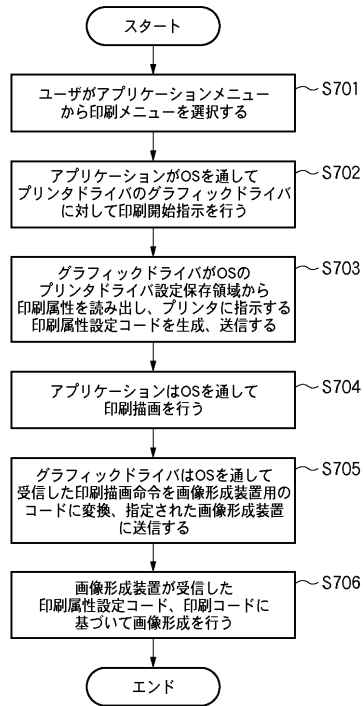 スタート
ユーザがアプリケーションメニュー
から印刷メニューを選択する
S701
アプリケーションがOSを通して
プリンタドライバのグラフィックドライバ
に対して印刷開始指示を行う
S702
グラフィックドライバがOSの
プリンタドライバ設定保存領域から
印刷属性を読み出し、プリンタに指示する
印刷属性設定コードを生成、送信する
S703
アプリケーションはOSを通して
印刷描画を行う
S704
グラフィックドライバはOSを通して
受信した印刷描画命令を画像形成装置用の
コードに変換、指定された画像形成装置
に送信する
S705
画像形成装置が受信した
印刷属性設定コード、印刷コードに
基づいて画像形成を行う
S706
エンド